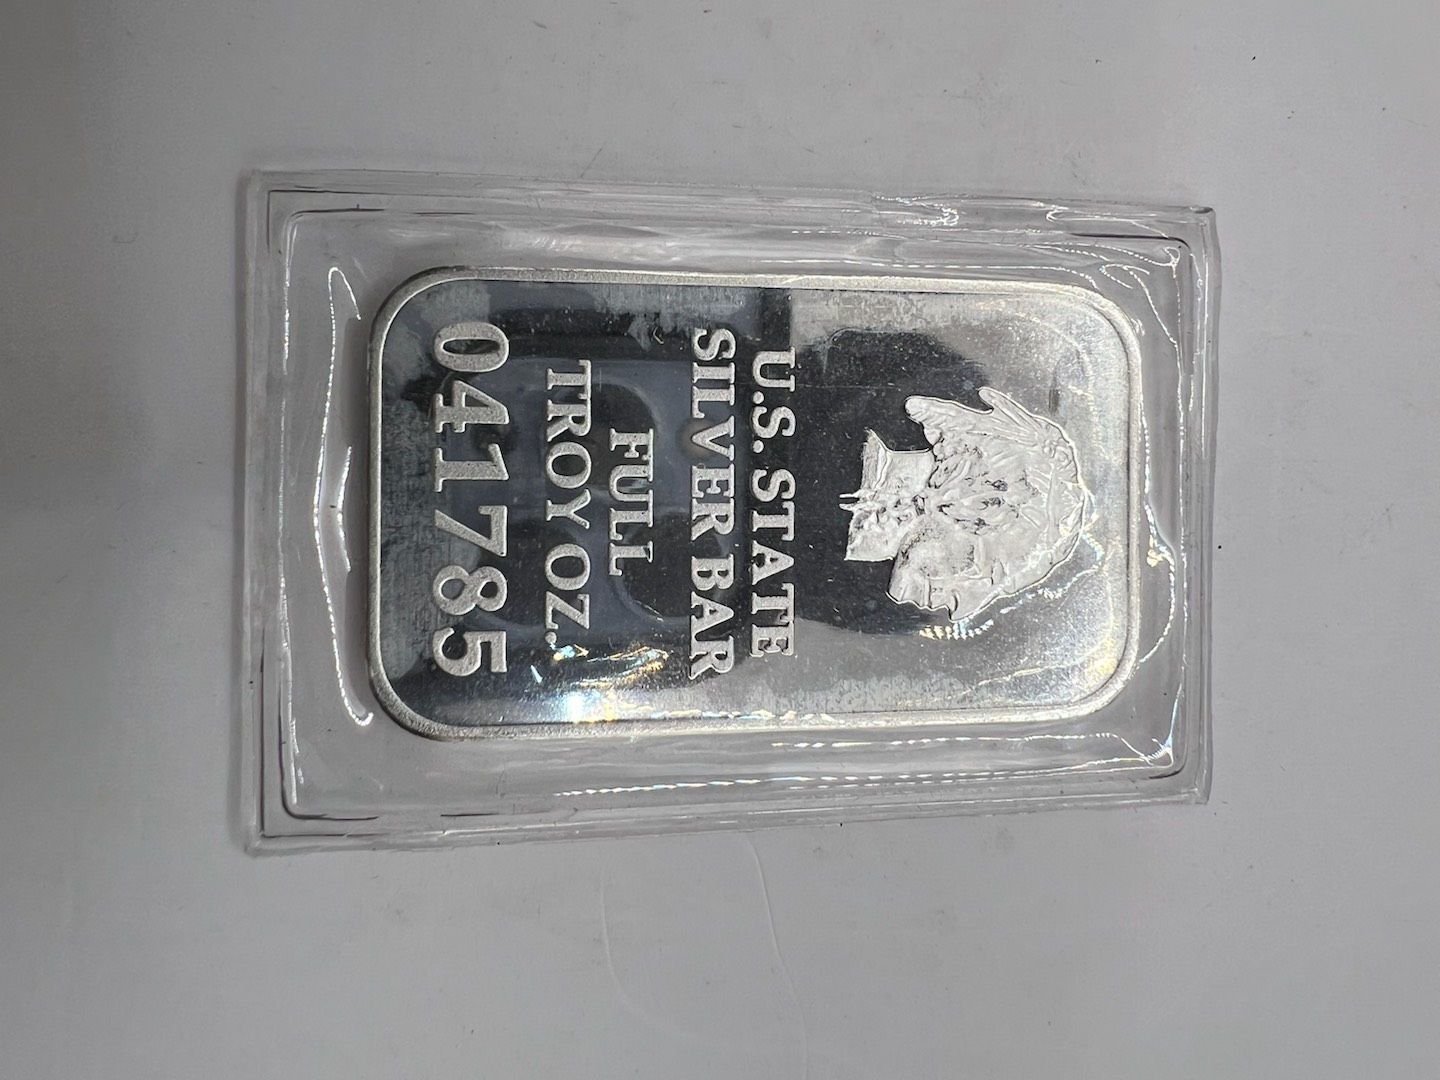 U.S. STATE
SILVER BAR
FULL
TROY OZ.
041785